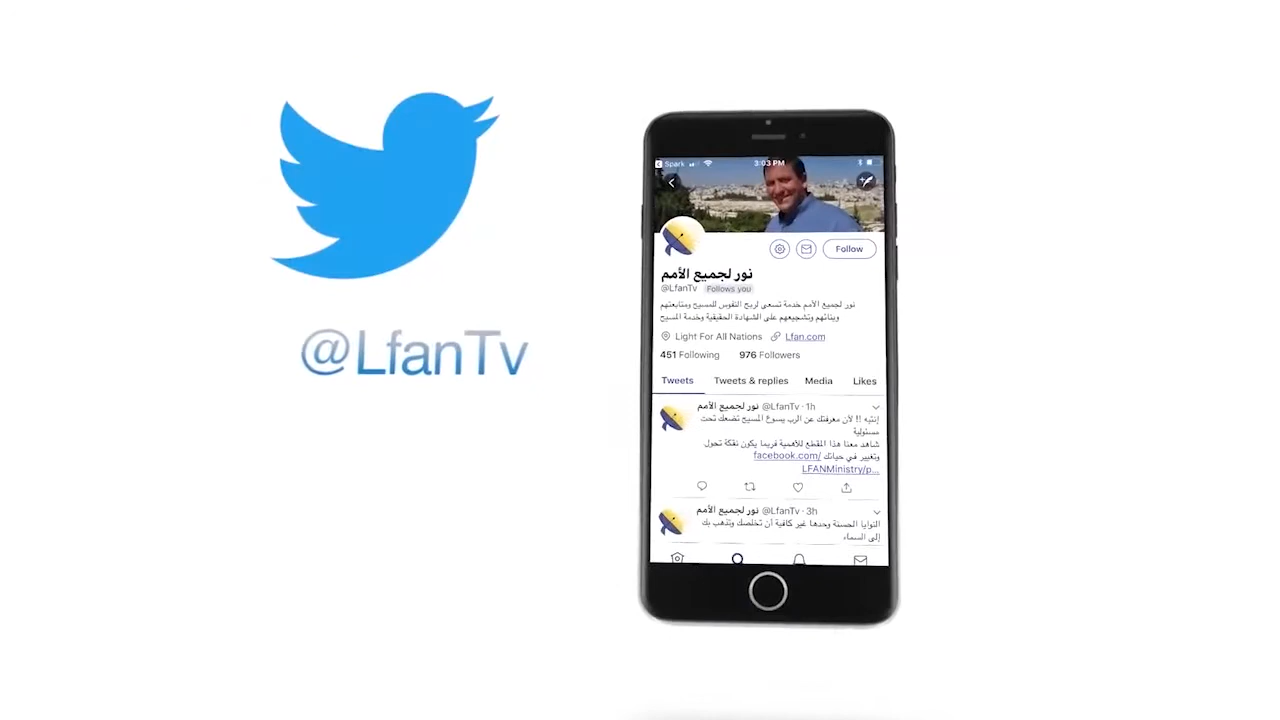 @LfanTv
Spark
3:03 PM
Follow
نور لجميع الأمم
@LfanTv Follows you
نور لجميع الأمم خدمة تسعى لربح النفوس للمسيح ومتابعتهم
وبنائهم وتشجيعهم على الشهادة الحقيقية وخدمة المسيح
Light For All Nations Lfan.com
451 Following 976 Followers
Tweets Tweets & replies Media Likes
نور لجميع الأمم @LfanTv · 1h
إنتبه !! لأن معرفتك عن الرب يسوع المسيح تضعك تحت
مسئولية
شاهد معنا هذا المقطع للأهمية فربما يكون نقطة تحول
وتغيير في حياتك facebook.com/
LFANMinistry/p...
نور لجميع الأمم @LfanTv · 3h
النوايا الحسنة وحدها غير كافية أن تخلصك وتذهب بك
إلى السماء